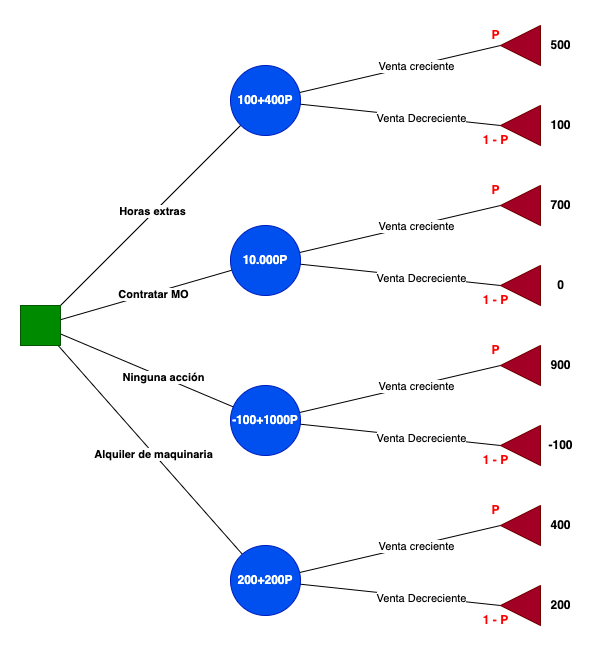 P
500
Venta creciente
100+400P
Venta Decreciente
100
1 - P
Horas extras
P
700
Venta creciente
10.000P
Venta Decreciente
0
1 - P
Contratar MO
P
900
Ninguna acción
Venta creciente
-100+1000P
Venta Decreciente
-100
1 - P
Alquiler de maquinaria
P
400
Venta creciente
200+200P
Venta Decreciente
200
1 - P